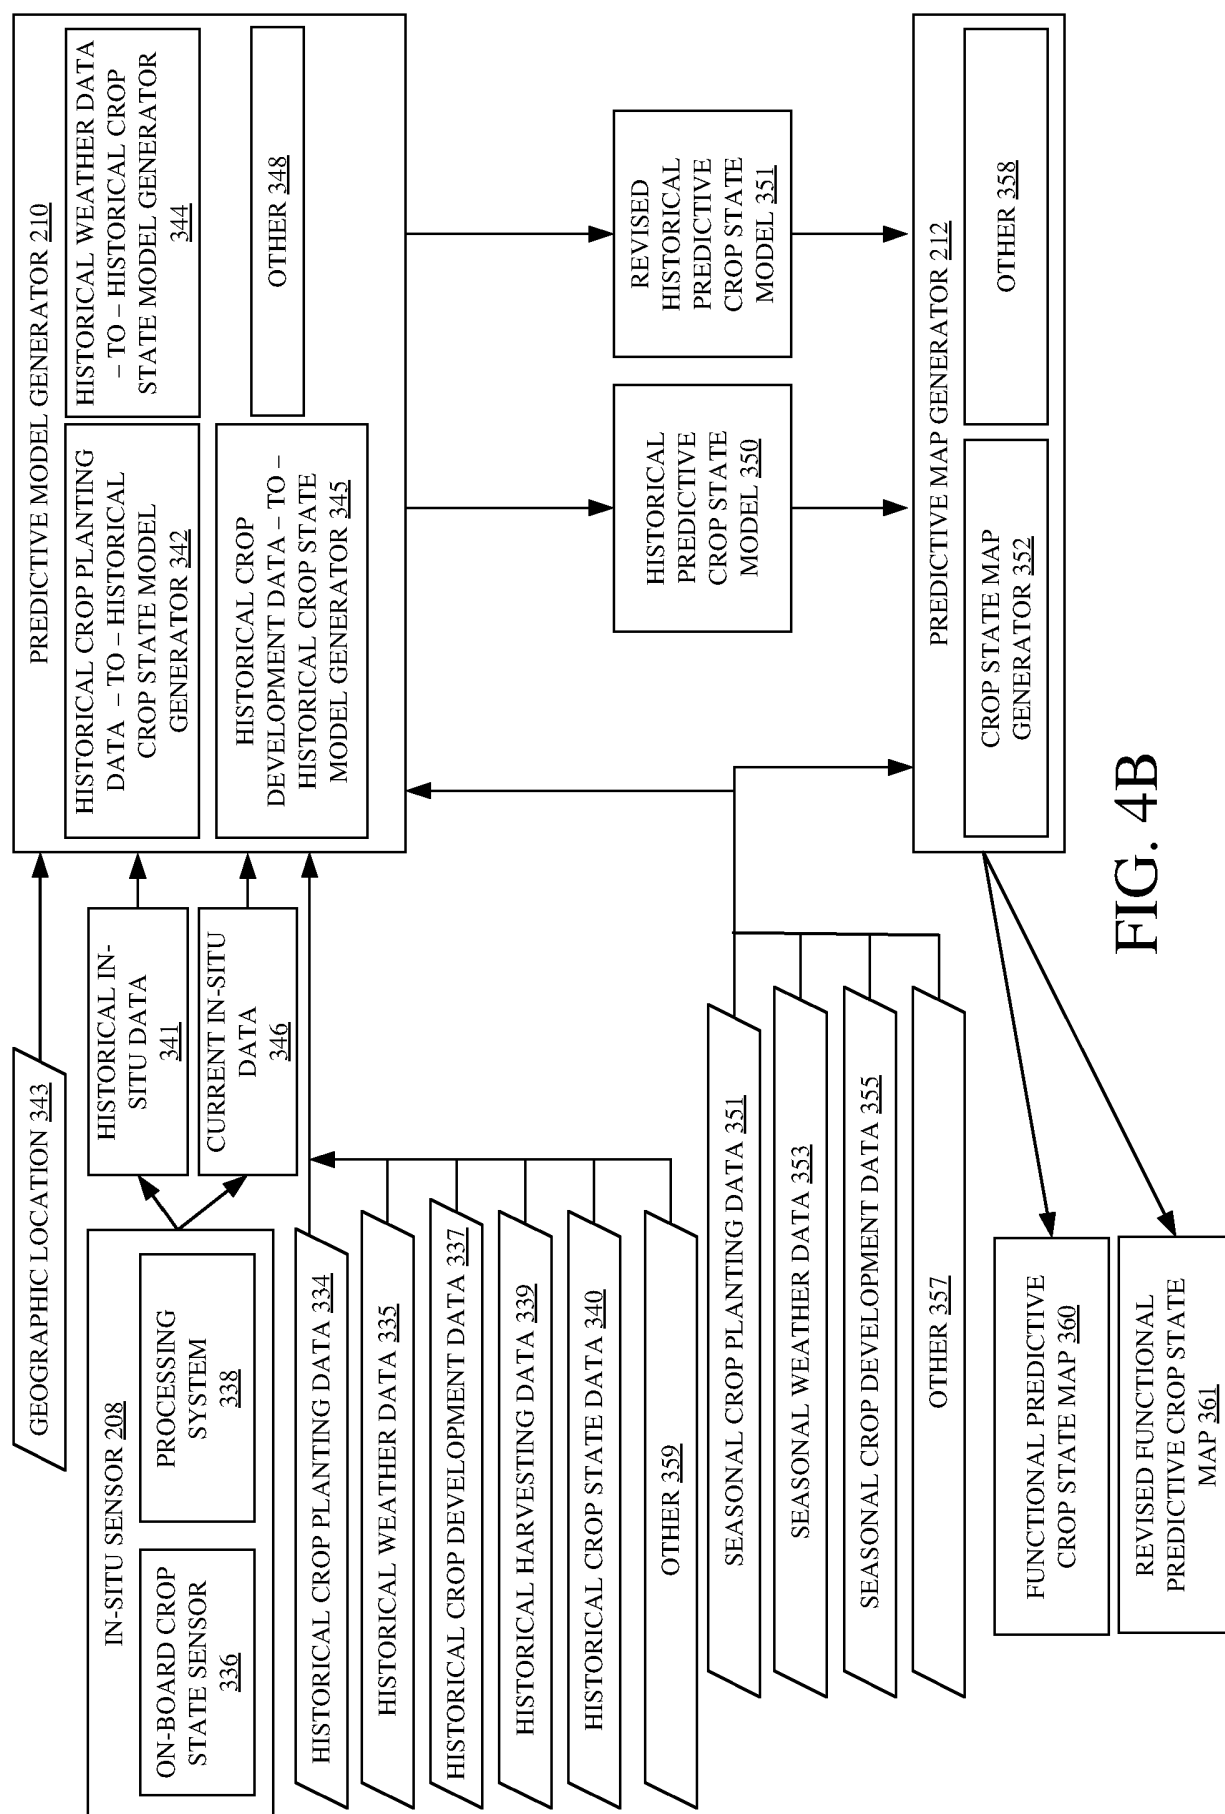 GEOGRAPHIC LOCATION 343
IN-SITU SENSOR 208
ON-BOARD CROP
STATE SENSOR
336
PROCESSING
SYSTEM
338
HISTORICAL IN-
SITU DATA
341
CURRENT IN-SITU
DATA
346
HISTORICAL CROP PLANTING DATA 334
HISTORICAL WEATHER DATA 335
HISTORICAL CROP DEVELOPMENT DATA 337
HISTORICAL HARVESTING DATA 339
HISTORICAL CROP STATE DATA 340
OTHER 359
PREDICTIVE MODEL GENERATOR 210
HISTORICAL CROP PLANTING
DATA – TO – HISTORICAL
CROP STATE MODEL
GENERATOR 342
HISTORICAL WEATHER DATA
– TO – HISTORICAL CROP
STATE MODEL GENERATOR
344
HISTORICAL CROP
DEVELOPMENT DATA – TO –
HISTORICAL CROP STATE
MODEL GENERATOR 345
OTHER 348
HISTORICAL
PREDICTIVE
CROP STATE
MODEL 350
REVISED
HISTORICAL
PREDICTIVE
CROP STATE
MODEL 351
SEASONAL CROP PLANTING DATA 351
SEASONAL WEATHER DATA 353
SEASONAL CROP DEVELOPMENT DATA 355
OTHER 357
PREDICTIVE MAP GENERATOR 212
CROP STATE MAP
GENERATOR 352
OTHER 358
FUNCTIONAL PREDICTIVE
CROP STATE MAP 360
REVISED FUNCTIONAL
PREDICTIVE CROP STATE
MAP 361
FIG. 4B